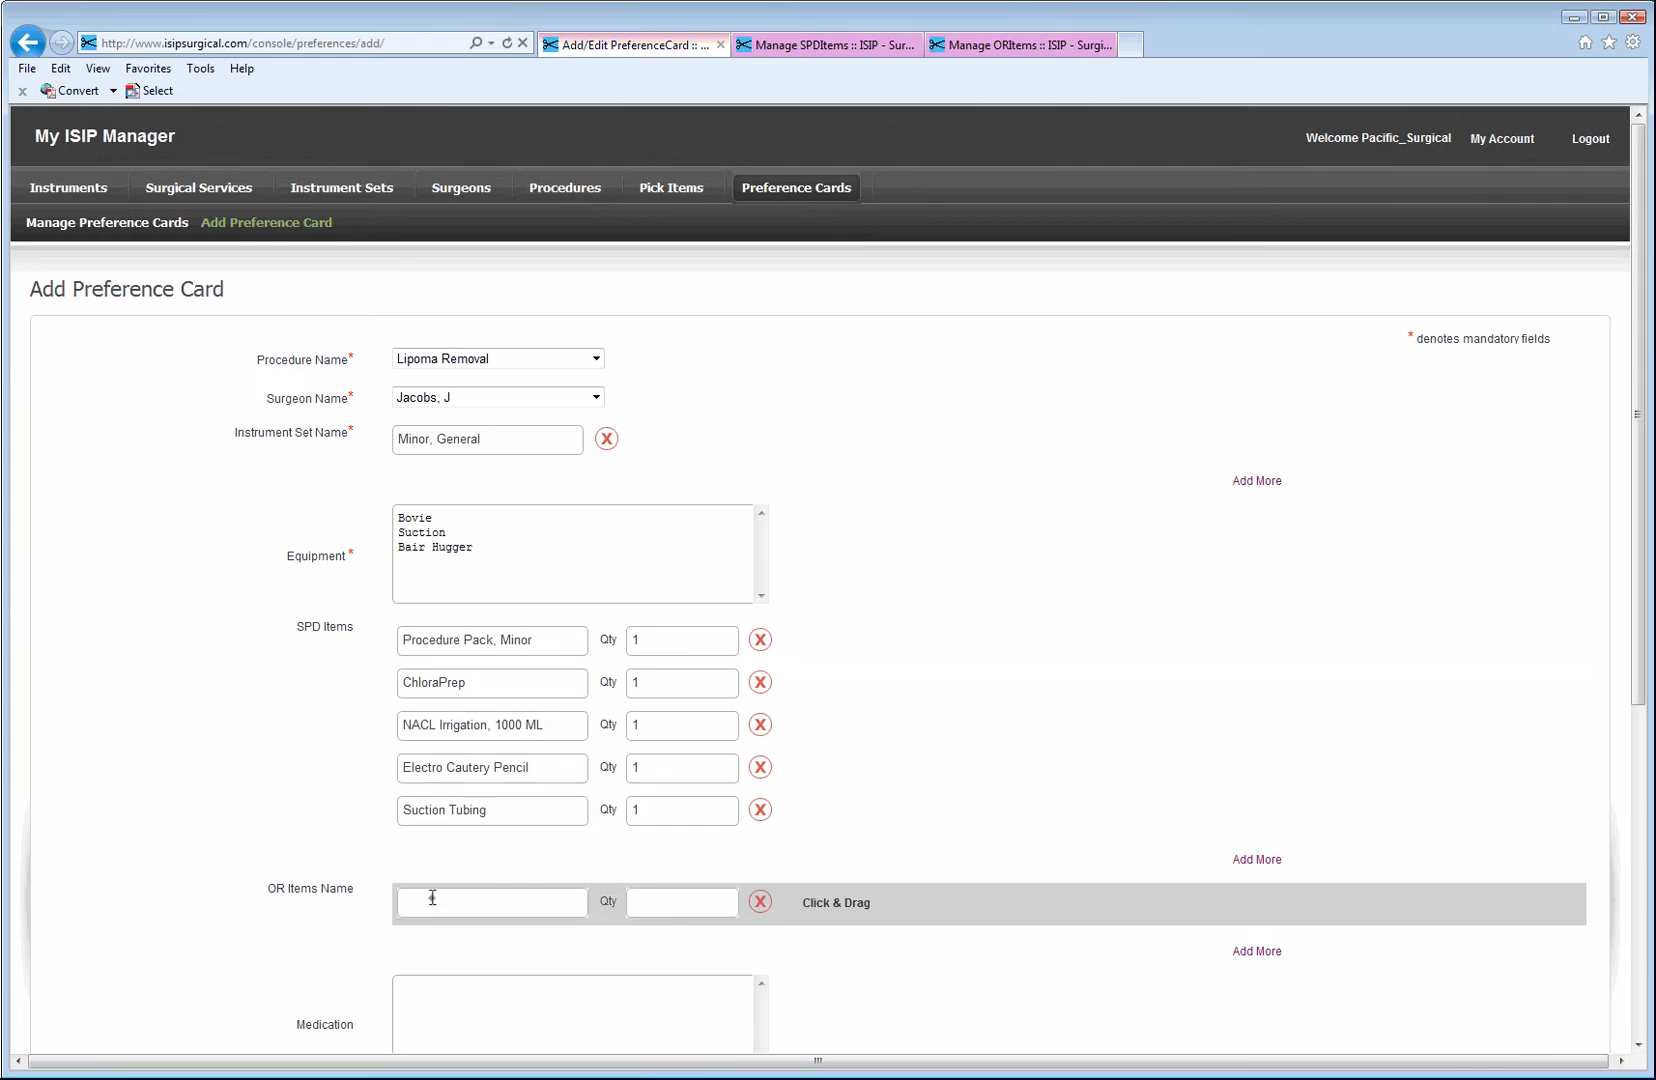 http://www.isipsurgical.com/console/preferences/add/
Add/Edit PreferenceCard :: ...
Manage SPDItems :: ISIP - Sur...
Manage ORItems :: ISIP - Surgi...
File Edit View Favorites Tools Help
x Convert Select
My ISIP Manager
Welcome Pacific_Surgical My Account Logout
Instruments Surgical Services Instrument Sets Surgeons Procedures Pick Items Preference Cards
Manage Preference Cards Add Preference Card
Add Preference Card
* denotes mandatory fields
Procedure Name* Lipoma Removal
Surgeon Name* Jacobs, J
Instrument Set Name* Minor, General X
Add More
Equipment *
Bovie
Suction
Bair Hugger
SPD Items
Procedure Pack, Minor Qty 1 X
ChloraPrep Qty 1 X
NACL Irrigation, 1000 ML Qty 1 X
Electro Cautery Pencil Qty 1 X
Suction Tubing Qty 1 X
Add More
OR Items Name Qty X Click & Drag
Add More
Medication